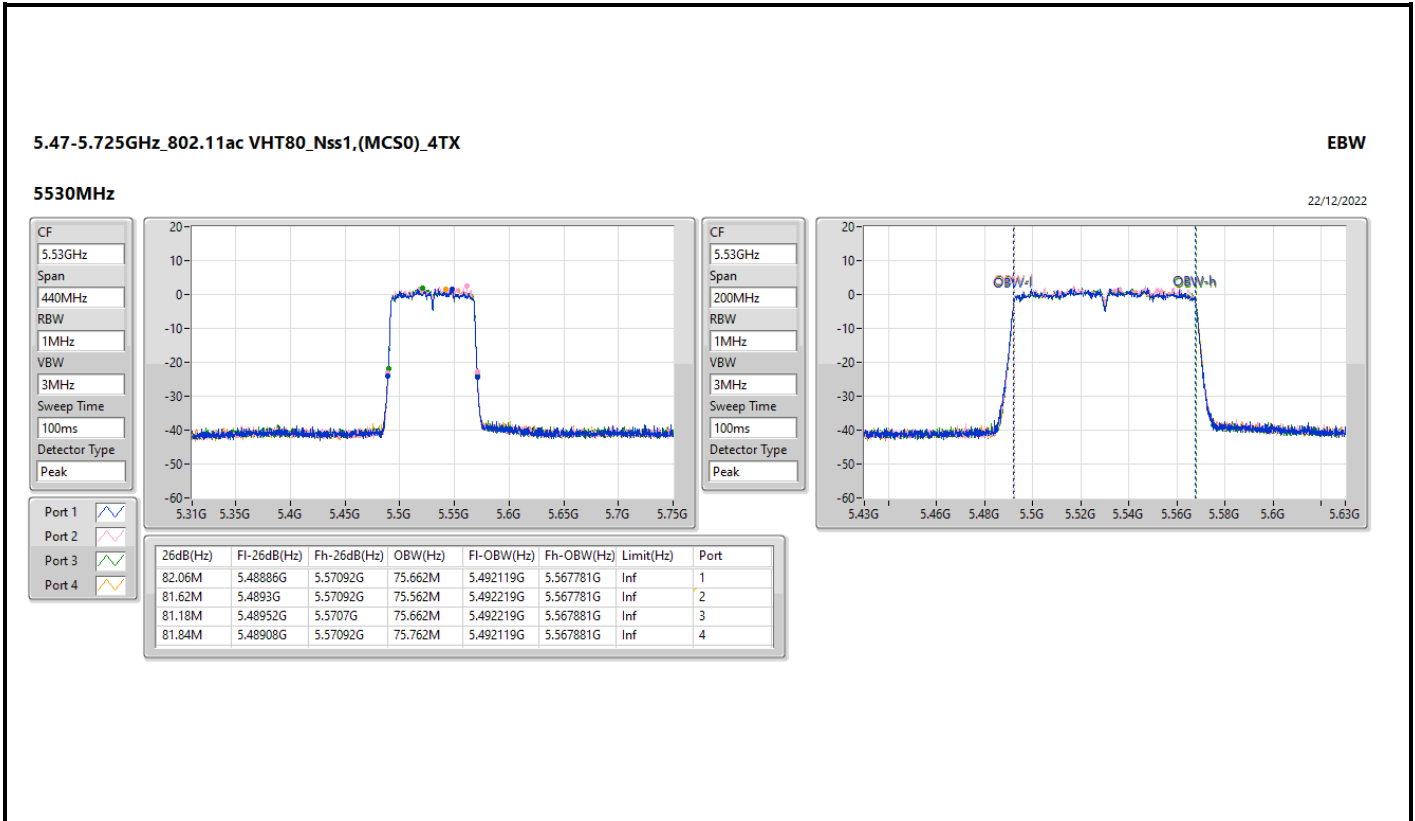 5.47-5.725GHz_802.11ac VHT80_Nss1,(MCS0)_4TX
EBW
5530MHz
22/12/2022
CF
5.53GHz
Span
440MHz
RBW
1MHz
VBW
3MHz
Sweep Time
100ms
Detector Type
Peak
20
10
0
-10
-20
-30
-40
-50
-60
5.31G 5.35G 5.4G 5.45G 5.5G 5.55G 5.6G 5.65G 5.7G 5.75G
CF
5.53GHz
Span
200MHz
RBW
1MHz
VBW
3MHz
Sweep Time
100ms
Detector Type
Peak
20
10
0
-10
-20
-30
-40
-50
-60
OBW-l OBW-h
5.43G 5.46G 5.48G 5.5G 5.52G 5.54G 5.56G 5.58G 5.6G 5.63G
Port 1
Port 2
Port 3
Port 4
26dB(Hz) Fl-26dB(Hz) Fh-26dB(Hz) OBW(Hz) Fl-OBW(Hz) Fh-OBW(Hz) Limit(Hz) Port
82.06M 5.48886G 5.57092G 75.662M 5.492119G 5.567781G Inf 1
81.62M 5.4893G 5.57092G 75.562M 5.492219G 5.567781G Inf 2
81.18M 5.48952G 5.5707G 75.662M 5.492219G 5.567881G Inf 3
81.84M 5.48908G 5.57092G 75.762M 5.492119G 5.567881G Inf 4